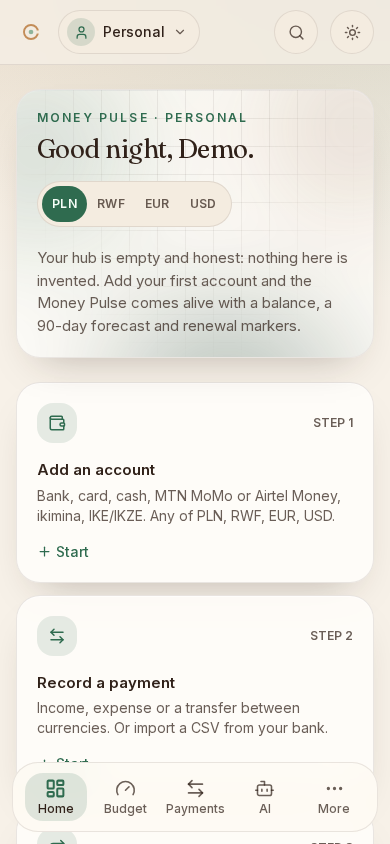 Personal
MONEY PULSE · PERSONAL
Good night, Demo.
PLN RWF EUR USD
Your hub is empty and honest: nothing here is
invented. Add your first account and the
Money Pulse comes alive with a balance, a
90-day forecast and renewal markers.
STEP 1
Add an account
Bank, card, cash, MTN MoMo or Airtel Money,
ikimina, IKE/IKZE. Any of PLN, RWF, EUR, USD.
+ Start
STEP 2
Record a payment
Income, expense or a transfer between
currencies. Or import a CSV from your bank.
Home Budget Payments AI More